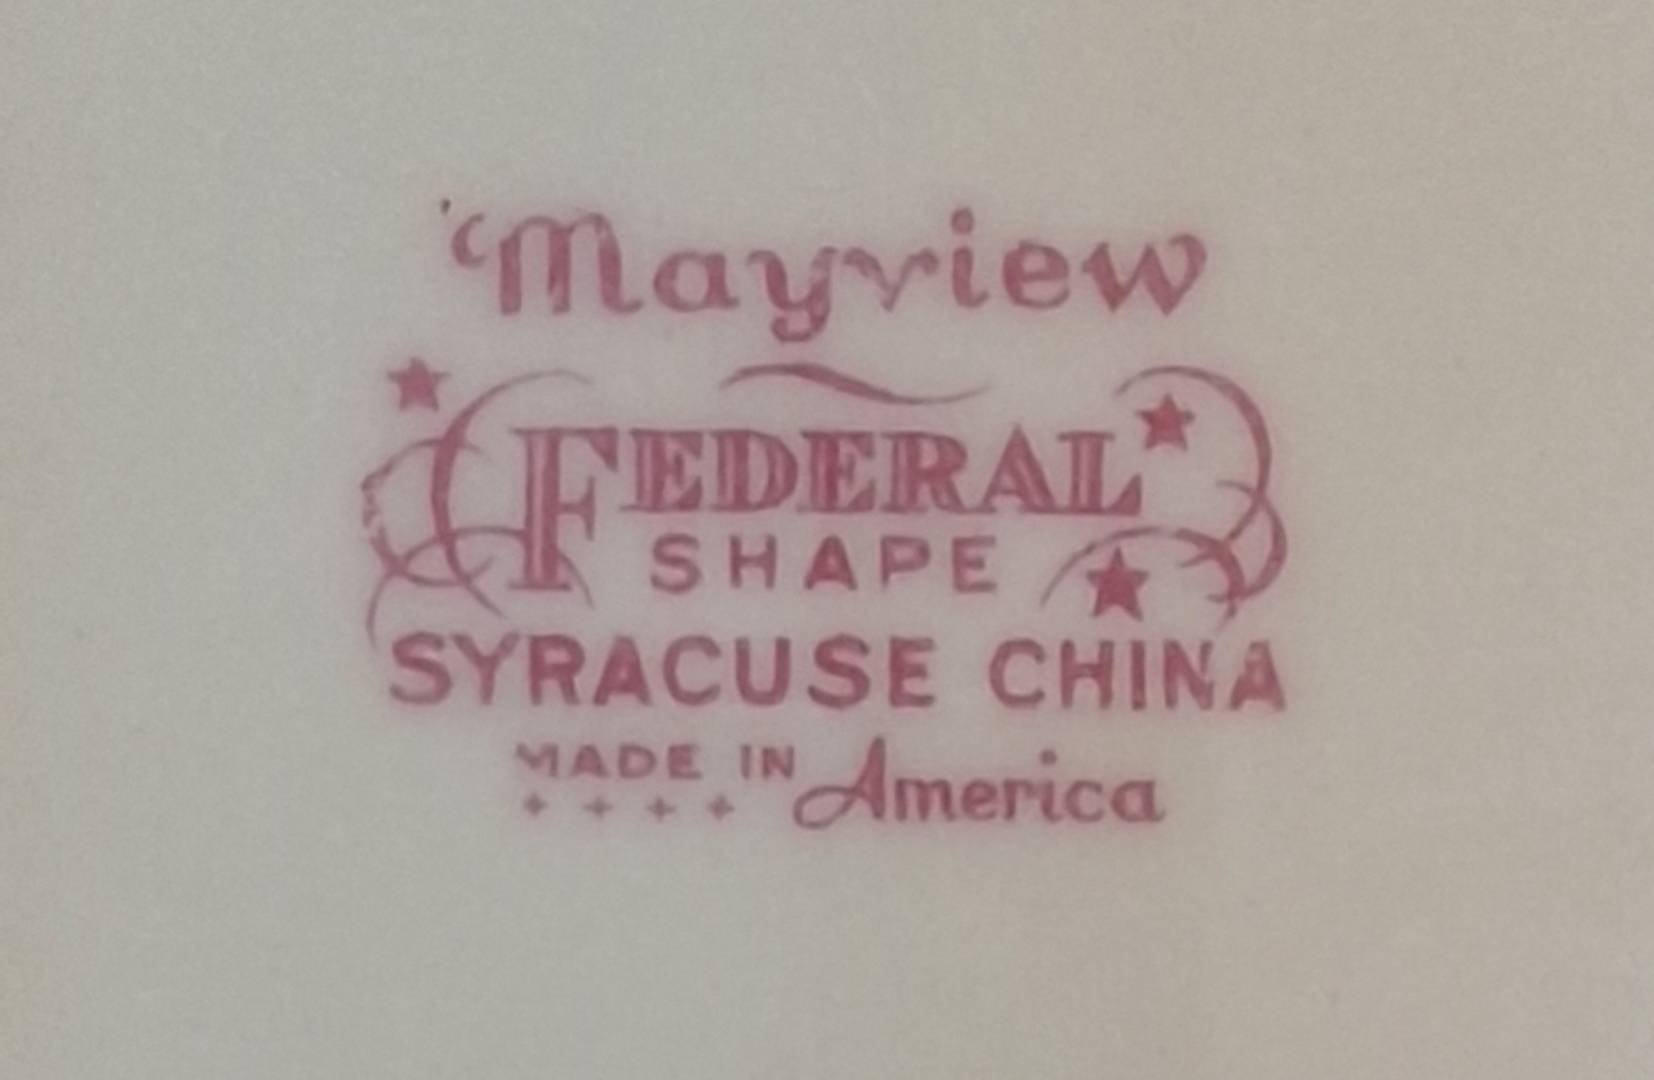 Mayview
FEDERAL
SHAPE
SYRACUSE CHINA
MADE IN America